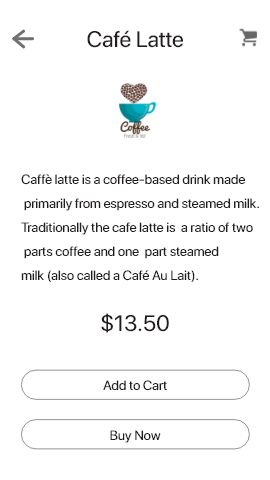 Café Latte
Coffee
Caffè latte is a coffee-based drink made
primarily from espresso and steamed milk.
Traditionally the cafe latte is a ratio of two
parts coffee and one part steamed
milk (also called a Café Au Lait).
$13.50
Add to Cart
Buy Now